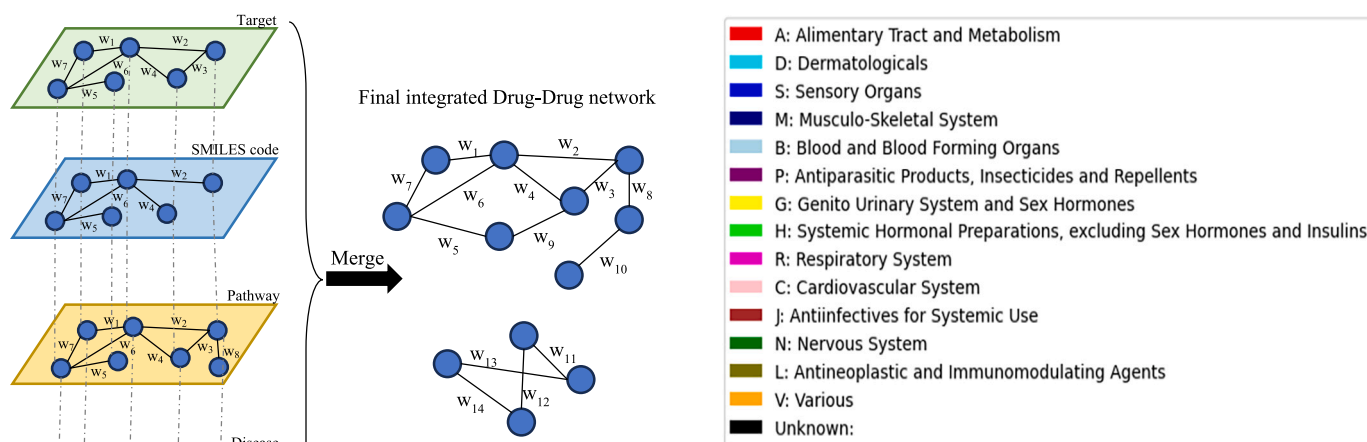 Target
w1
w2
w7
w6
w4
w3
w5
SMILES code
w1
w2
w7
w6
w4
w5
Pathway
w1
w2
w7
w6
w4
w3
w8
w5
Disease
Merge
Final integrated Drug-Drug network
w1
w2
w7
w6
w4
w3
w8
w5
w9
w10
w13
w11
w14
w12
A: Alimentary Tract and Metabolism
D: Dermatologicals
S: Sensory Organs
M: Musculo-Skeletal System
B: Blood and Blood Forming Organs
P: Antiparasitic Products, Insecticides and Repellents
G: Genito Urinary System and Sex Hormones
H: Systemic Hormonal Preparations, excluding Sex Hormones and Insulins
R: Respiratory System
C: Cardiovascular System
J: Antiinfectives for Systemic Use
N: Nervous System
L: Antineoplastic and Immunomodulating Agents
V: Various
Unknown: